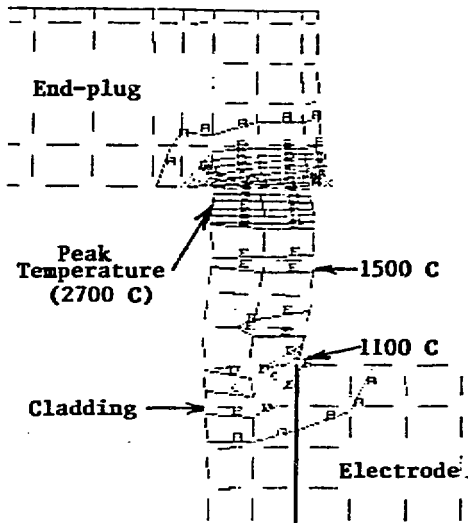 End-plug
Peak
Temperature
(2700 C)
1500 C
1100 C
Cladding
Electrode